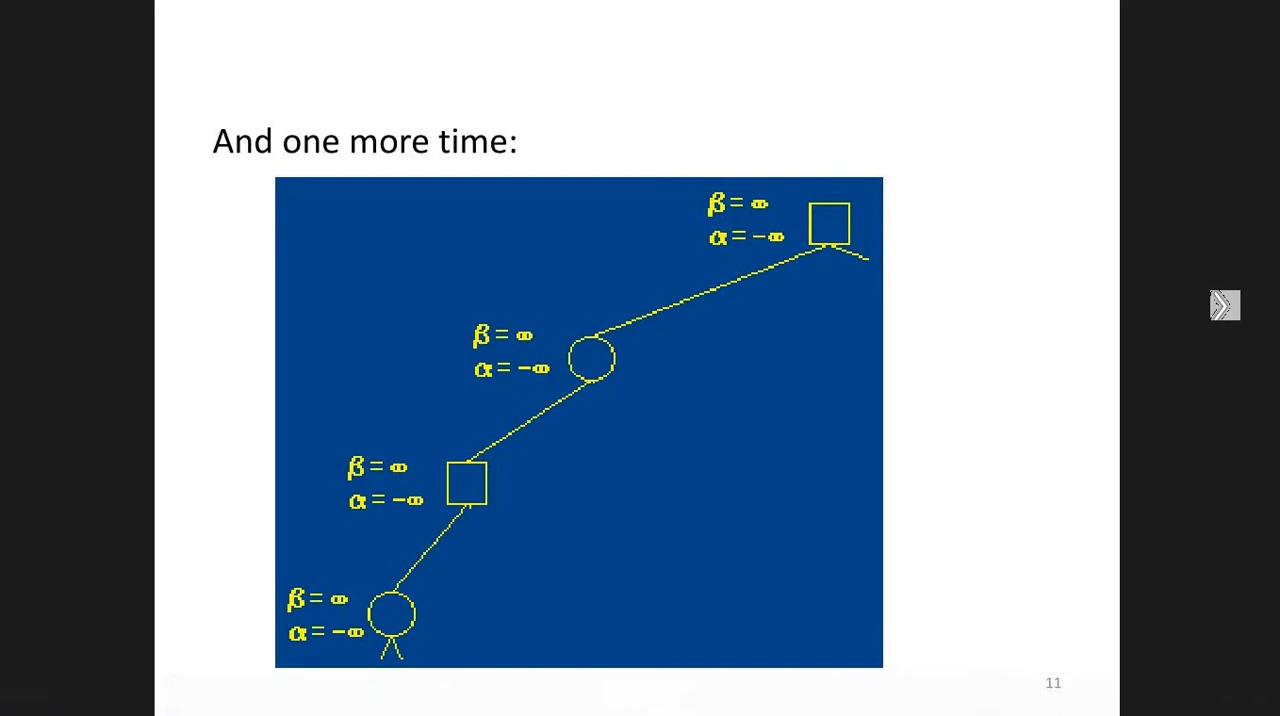 And one more time:
β = ∞
α = −∞
β = ∞
α = −∞
β = ∞
α = −∞
β = ∞
α = −∞
11